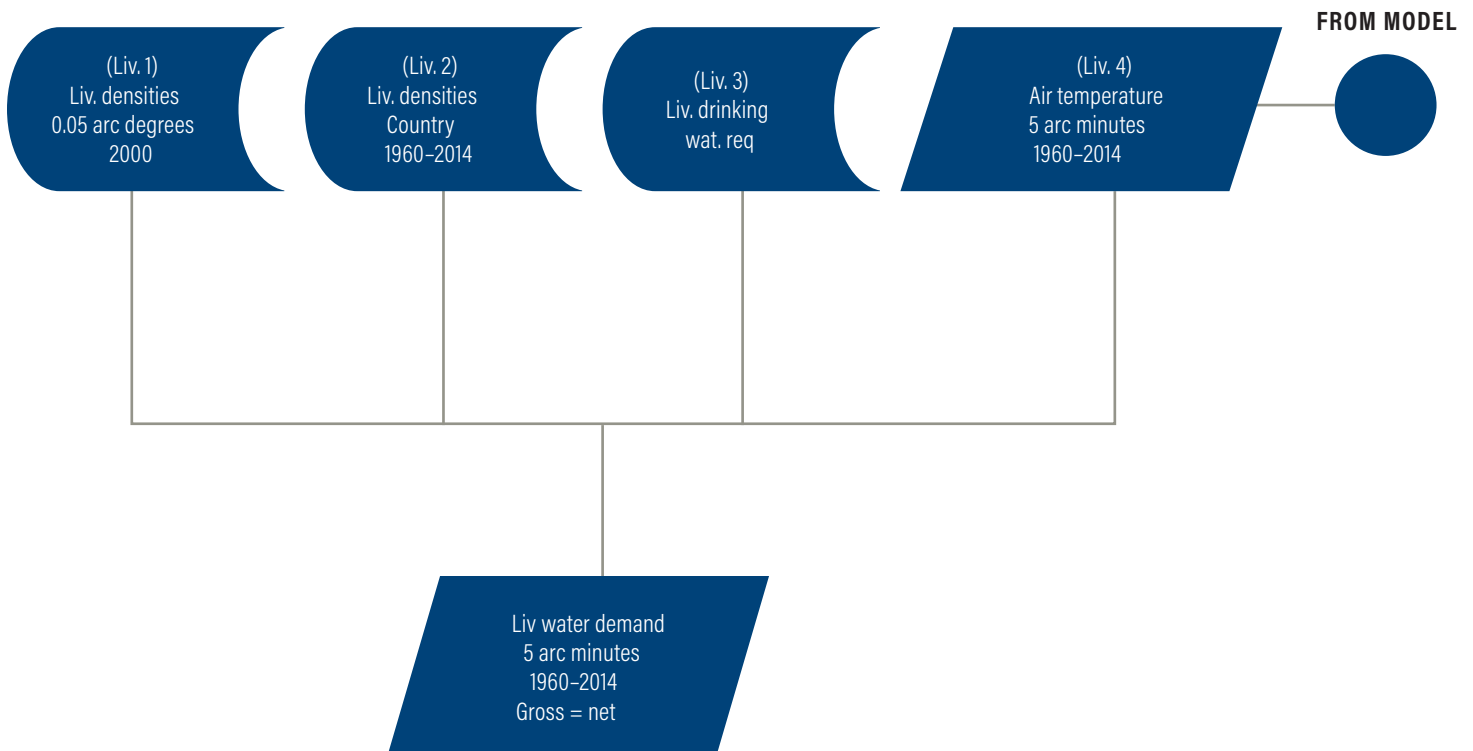 FROM MODEL
(Liv. 1)
Liv. densities
0.05 arc degrees
2000
(Liv. 2)
Liv. densities
Country
1960–2014
(Liv. 3)
Liv. drinking
wat. req
(Liv. 4)
Air temperature
5 arc minutes
1960–2014
Liv water demand
5 arc minutes
1960–2014
Gross = net